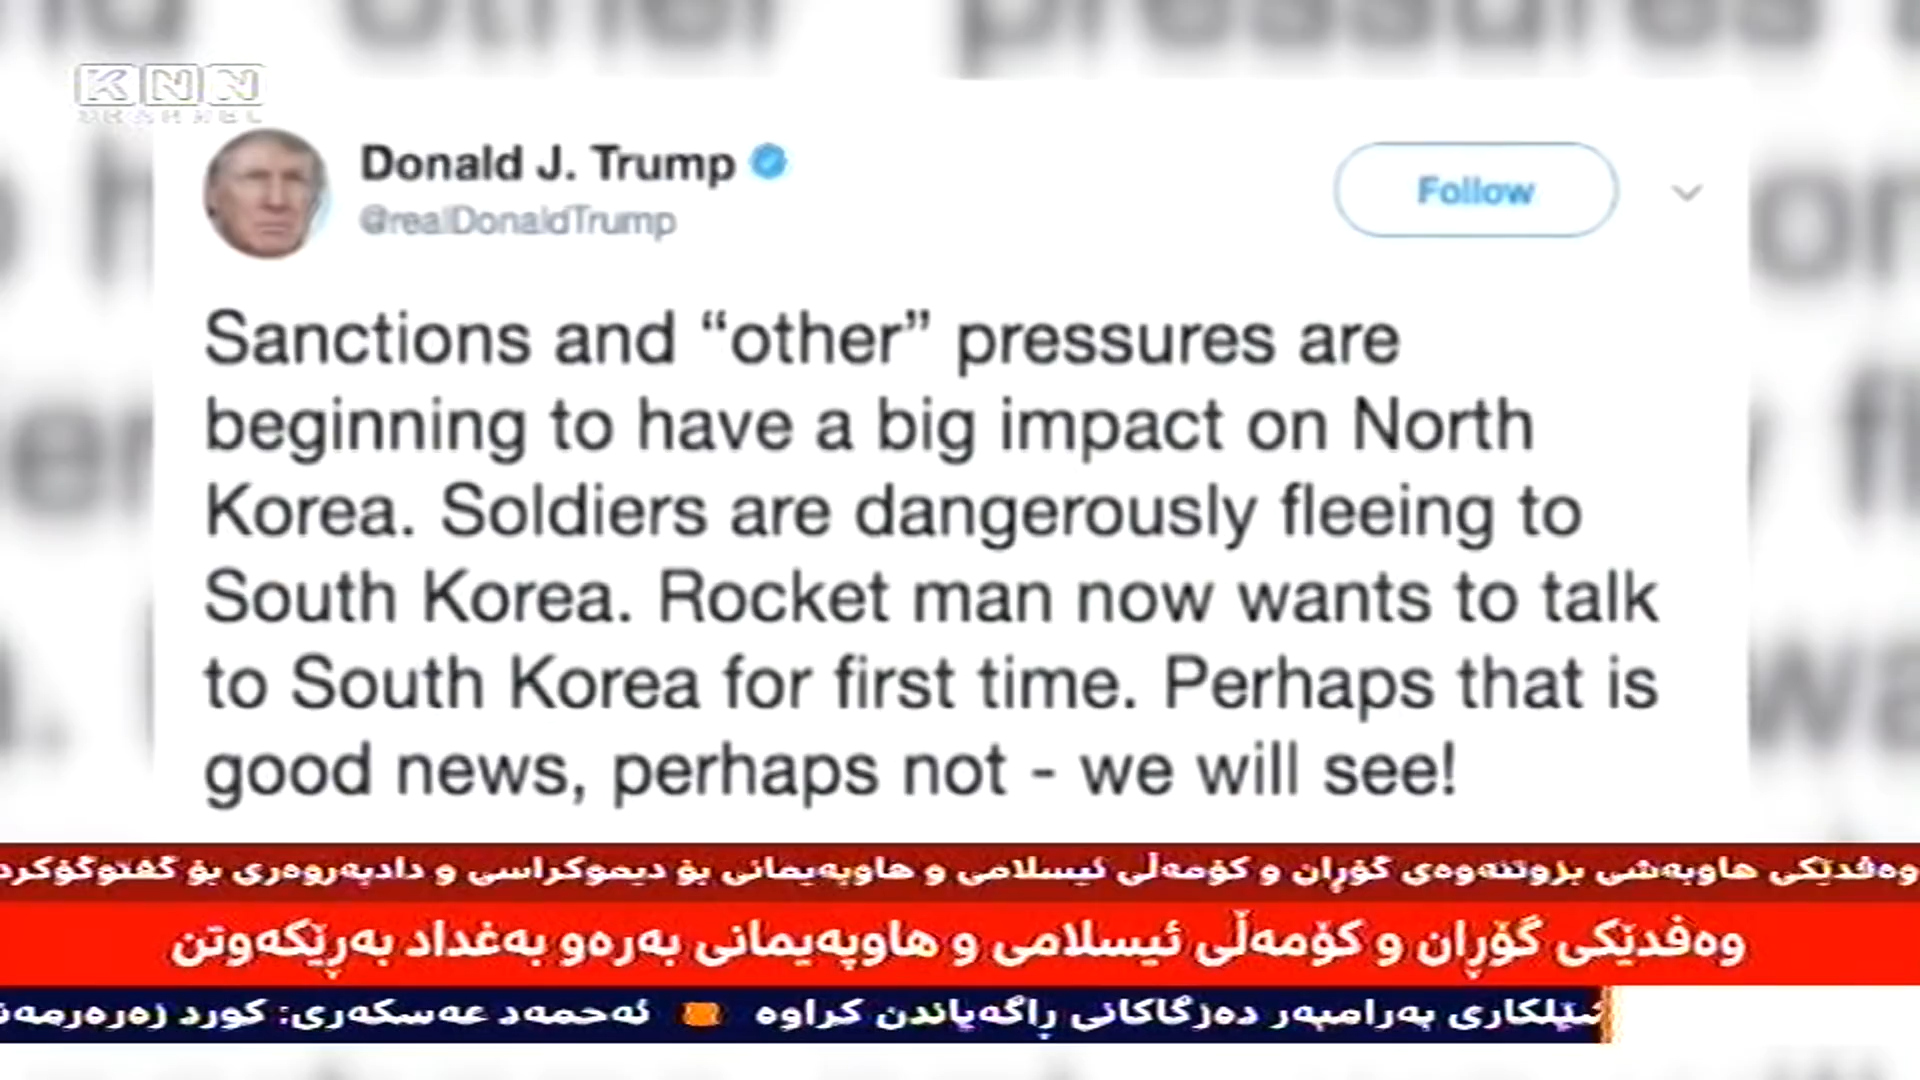 KNN
CHANNEL
Donald J. Trump
@realDonaldTrump
Follow
Sanctions and “other” pressures are
beginning to have a big impact on North
Korea. Soldiers are dangerously fleeing to
South Korea. Rocket man now wants to talk
to South Korea for first time. Perhaps that is
good news, perhaps not - we will see!
وەفدێکی هاوبەشی بزوتنەوەی گۆڕان و کۆمەڵی ئیسلامی و هاوپەیمانی بۆ دیموکراسی و دادپەروەری بۆ گفتوگۆکرد
وەفدێکی گۆڕان و کۆمەڵی ئیسلامی و هاوپەیمانی بەرەو بەغداد بەڕێکەوتن
بەرامبەر دەزگاکانی ڕاگەیاندن کراوە ئەحمەد عەسکەری: کورد